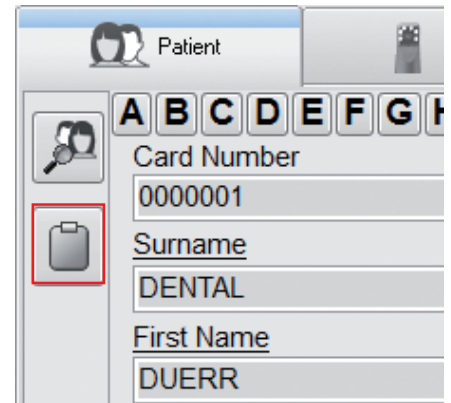 Patient
A B C D E F G H
Card Number
0000001
Surname
DENTAL
First Name
DUERR